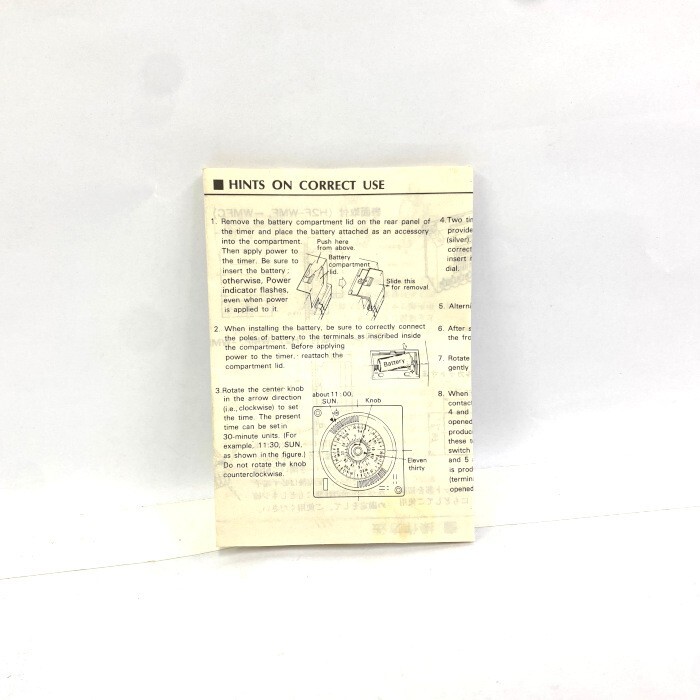 ■ HINTS ON CORRECT USE
1. Remove the battery compartment lid on the rear panel of
the timer and place the battery attached as an accessory
into the compartment.
Then apply power to
the timer. Be sure to
insert the battery;
otherwise, Power
indicator flashes,
even when power
is applied to it.
Push here
from above.
Battery
compartment
lid.
Slide this
for removal.
2. When installing the battery, be sure to correctly connect
the poles of battery to the terminals as inscribed inside
the compartment. Before applying
power to the timer, reattach the
compartment lid.
Battery
3. Rotate the center knob
in the arrow direction
(i.e., clockwise) to set
the time. The present
time can be set in
30-minute units. (For
example, 11:30, SUN,
as shown in the figure.)
Do not rotate the knob
counterclockwise.
about 11:00,
SUN.
Knob
Eleven
thirty
4. Two
provide
(silver).
correct
insert
dial.
5.
6. After
the
7. Rotate
gently
8. When
4 and
opened
these
switch
and 5
is
opened